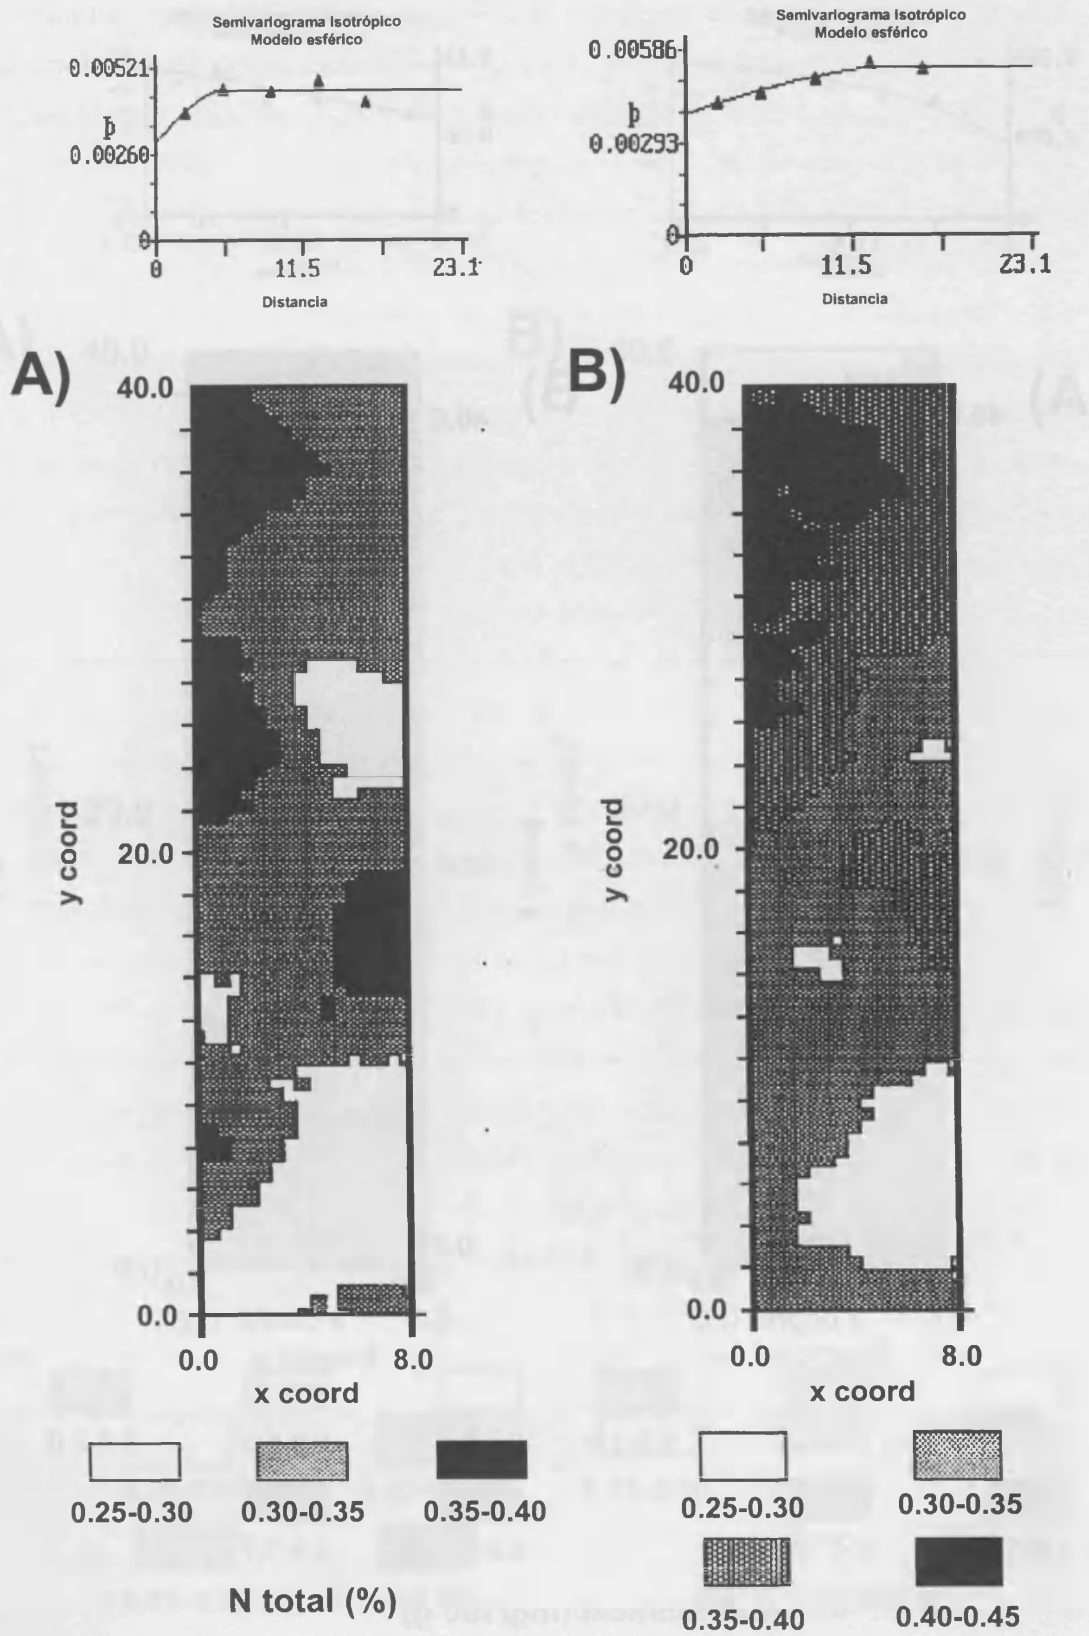 Semivariograma Isotrópico
Modelo esférico
0.00521
þ
0.00260
0
0 11.5 23.1
Distancia
Semivariograma Isotrópico
Modelo esférico
0.00586
þ
0.00293
0
0 11.5 23.1
Distancia
A)
40.0
y coord
20.0
0.0
0.0 8.0
x coord
B)
40.0
y coord
20.0
0.0
0.0 8.0
x coord
0.25-0.30 0.30-0.35 0.35-0.40
0.25-0.30 0.30-0.35
0.35-0.40 0.40-0.45
N total (%)